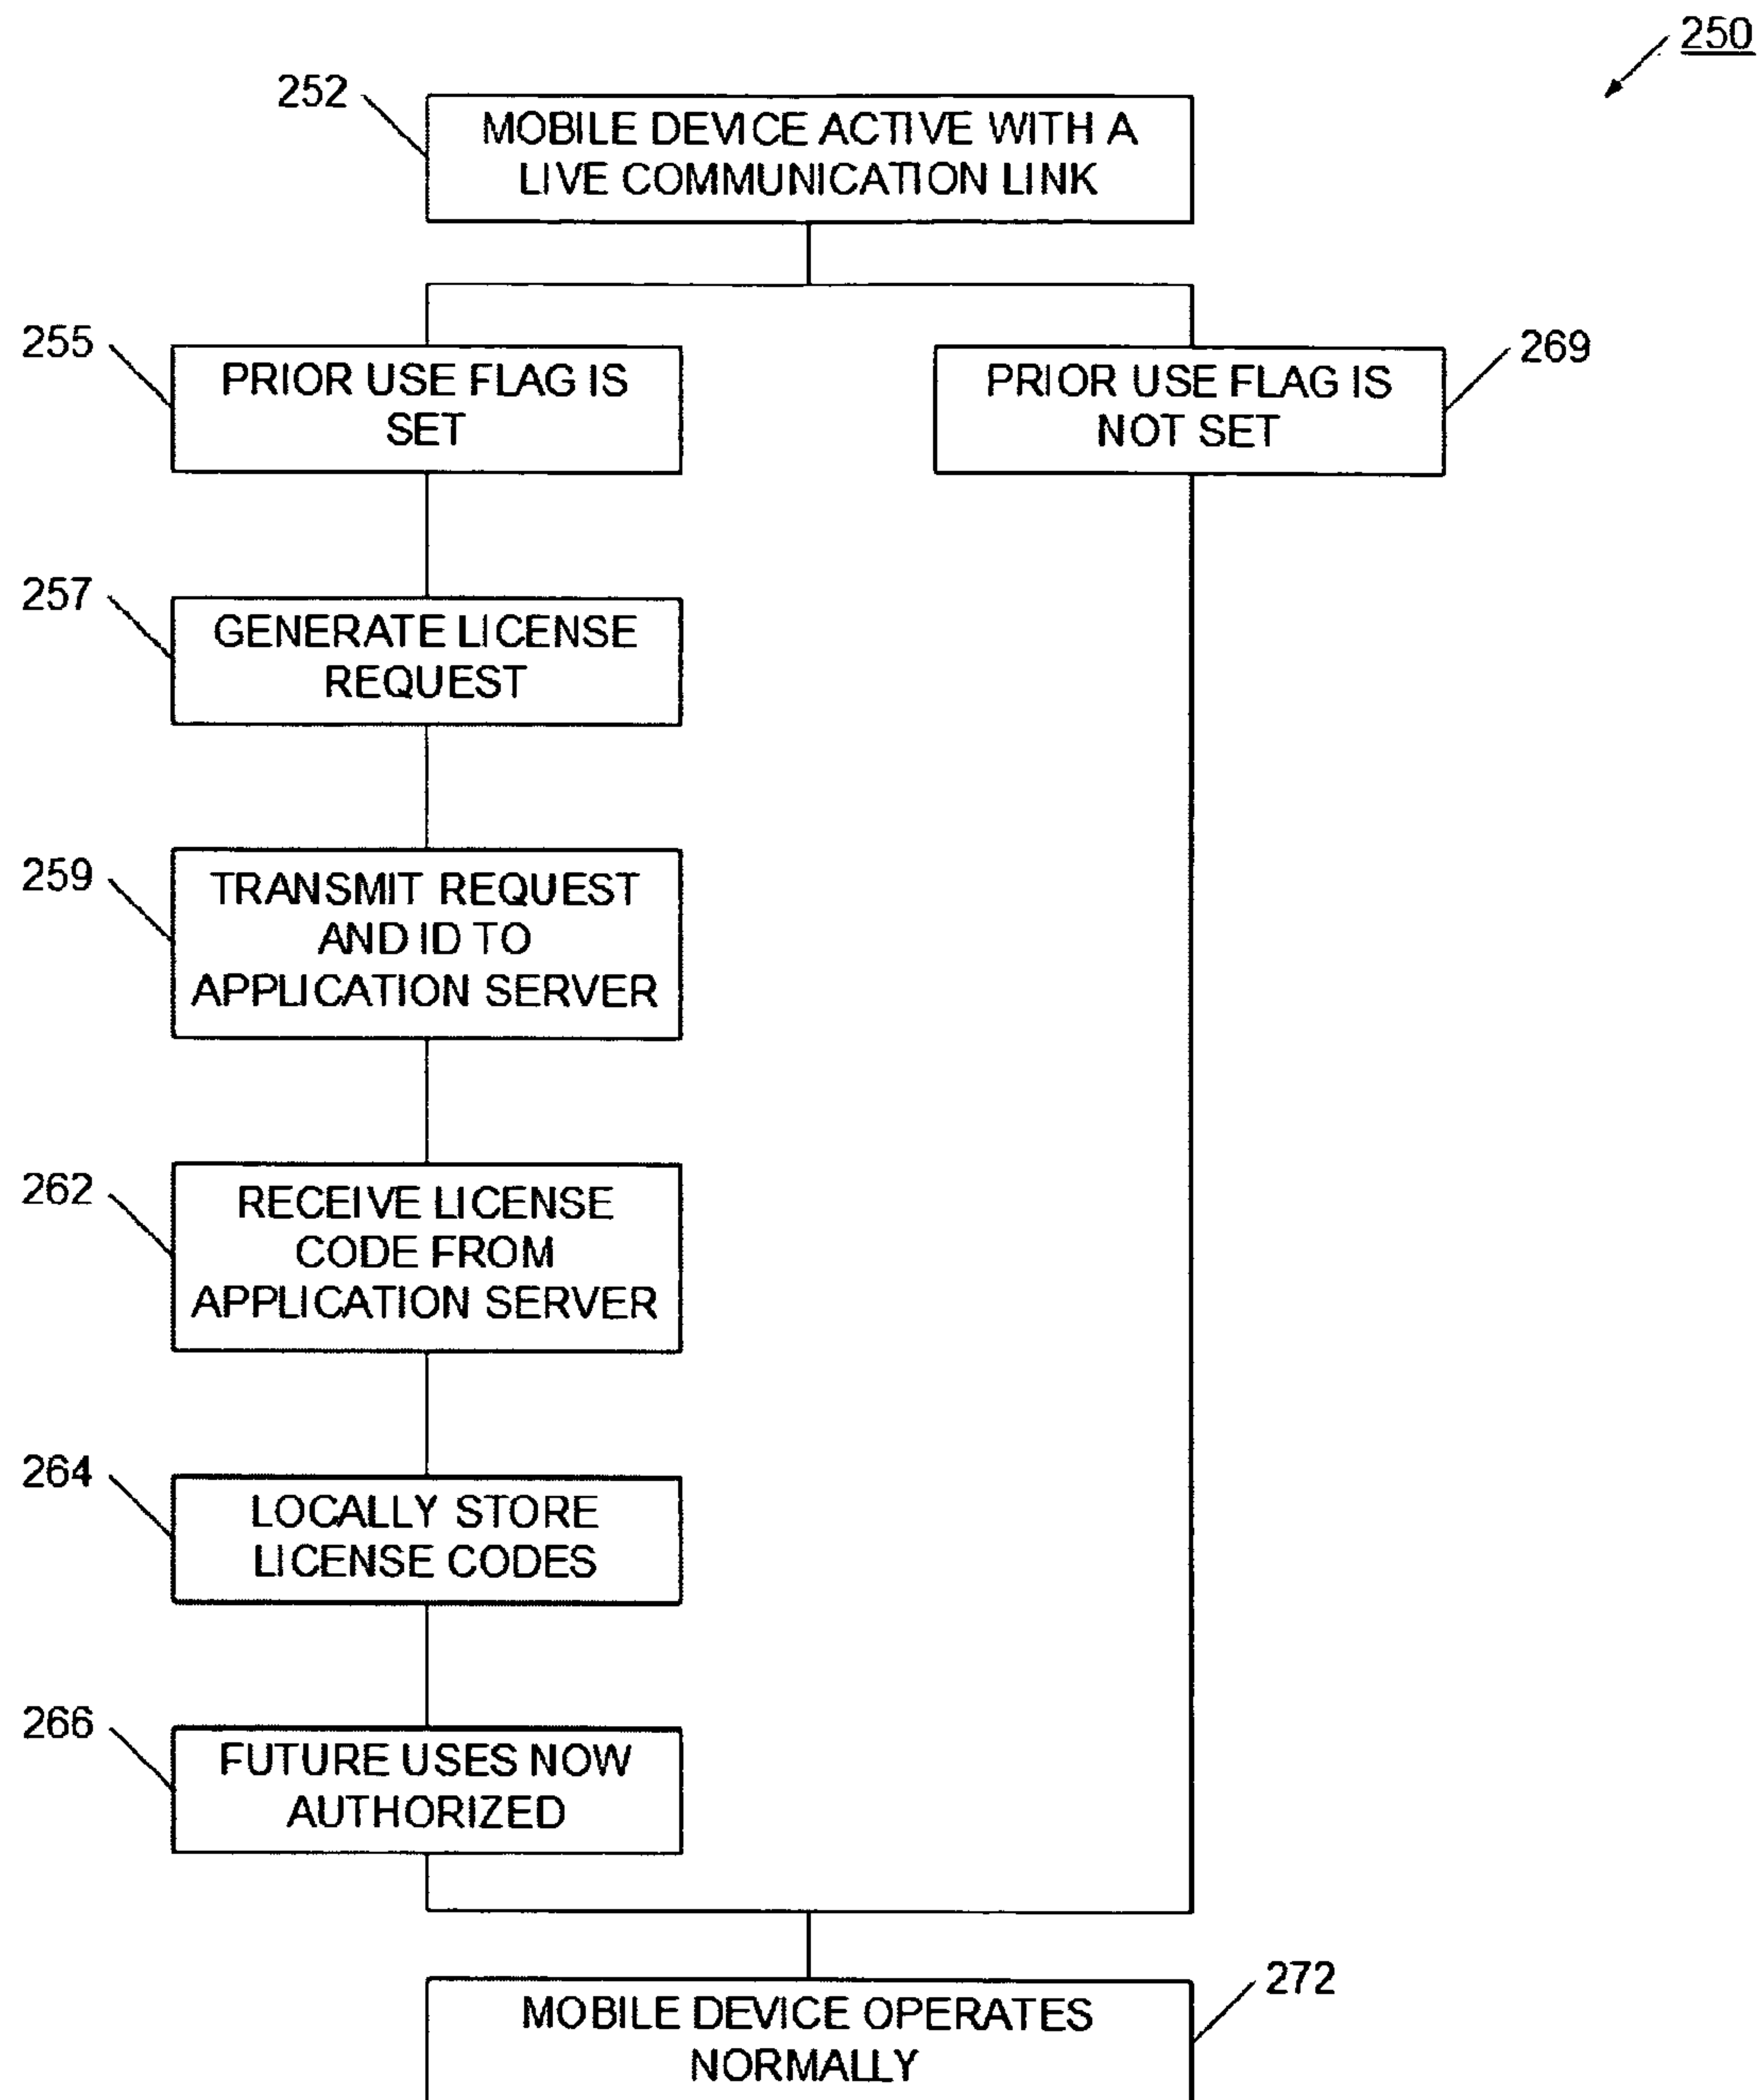 250
252
MOBILE DEVICE ACTIVE WITH A
LIVE COMMUNICATION LINK
255
PRIOR USE FLAG IS
SET
PRIOR USE FLAG IS
NOT SET
269
257
GENERATE LICENSE
REQUEST
259
TRANSMIT REQUEST
AND ID TO
APPLICATION SERVER
262
RECEIVE LICENSE
CODE FROM
APPLICATION SERVER
264
LOCALLY STORE
LICENSE CODES
266
FUTURE USES NOW
AUTHORIZED
272
MOBILE DEVICE OPERATES
NORMALLY